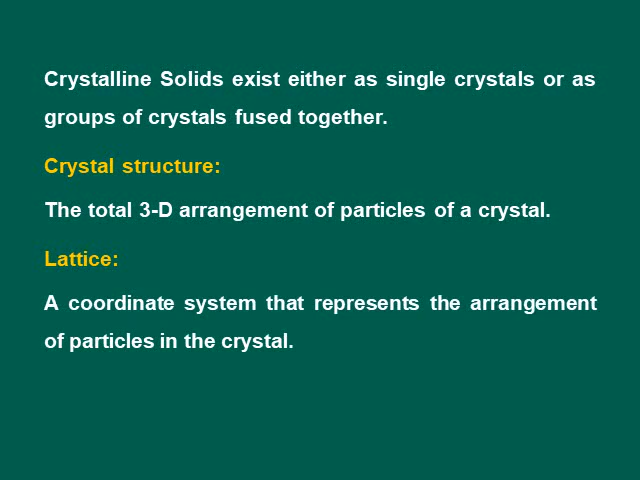 Crystalline Solids exist either as single crystals or as
groups of crystals fused together.
Crystal structure:
The total 3-D arrangement of particles of a crystal.
Lattice:
A coordinate system that represents the arrangement
of particles in the crystal.